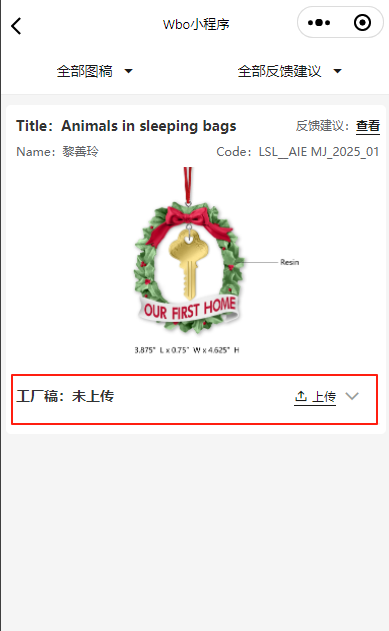 Wbo小程序
全部图稿 全部反馈建议
Title：Animals in sleeping bags 反馈建议：查看
Name：黎善玲 Code：LSL__AIE MJ_2025_01
Resin
OUR FIRST HOME
3.875" L x 0.75" W x 4.625" H
工厂稿：未上传 上传